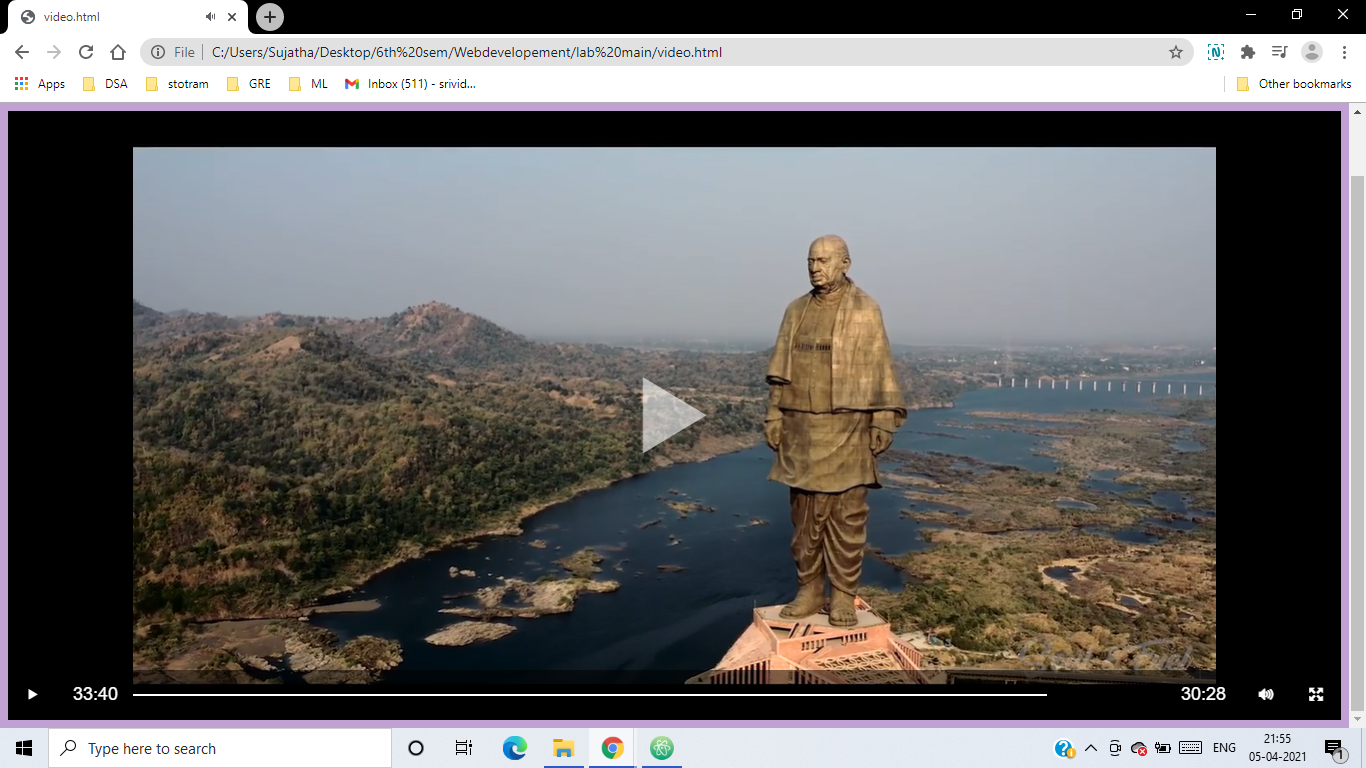 video.html
File
C:/Users/Sujatha/Desktop/6th%20sem/Webdevelopement/lab%20main/video.html
Apps
DSA
stotram
GRE
ML
Inbox (511) - srivid...
Other bookmarks
33:40
30:28
Type here to search
ENG
21:55
05-04-2021
1